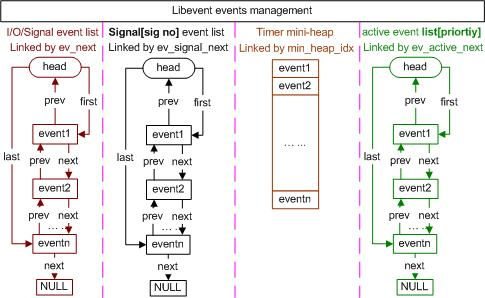 Libevent events management
I/O/Signal event list
Linked by ev_next
head
prev
first
event1
last
prev
next
event2
prev
next
... ...
eventn
next
NULL
Signal[sig no] event list
Linked by ev_signal_next
head
prev
first
event1
last
prev
next
event2
prev
next
... ...
eventn
next
NULL
Timer mini-heap
Linked by min_heap_idx
event1
event2
... ...
eventn
active event list[priortiy]
Linked by ev_active_next
head
prev
first
event1
last
prev
next
event2
prev
next
... ...
eventn
next
NULL